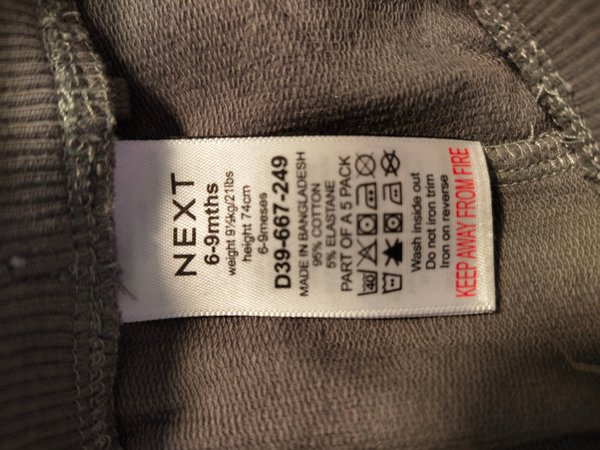 NEXT
6-9mths
weight 9½kg/21lbs
height 74cm
6-9meses
D39-667-249
MADE IN BANGLADESH
95% COTTON
5% ELASTANE
PART OF A 5 PACK
40
Wash inside out
Do not iron trim
Iron on reverse
KEEP AWAY FROM FIRE